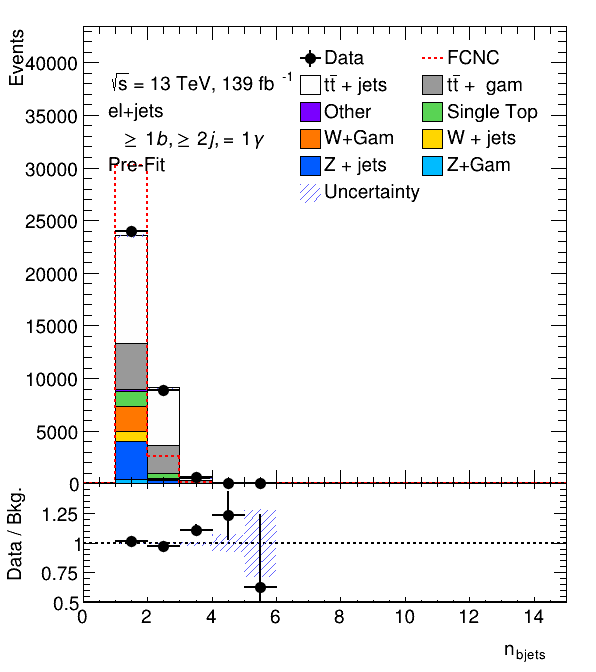 Events
40000
35000
30000
25000
20000
15000
10000
5000
0
√s = 13 TeV, 139 fb⁻¹
el+jets
≥ 1b, ≥ 2j, = 1γ
Pre-Fit
Data
FCNC
tt̄ + jets
tt̄ + gam
Other
Single Top
W+Gam
W + jets
Z + jets
Z+Gam
Uncertainty
Data / Bkg.
1.25
1
0.75
0.5
0 2 4 6 8 10 12 14
n_bjets